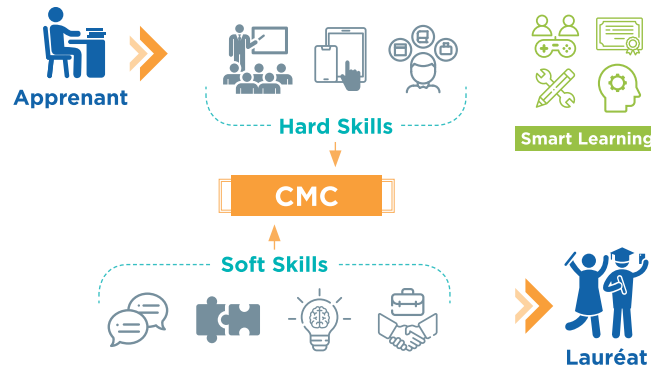 Apprenant
Hard Skills
Smart Learning
CMC
Soft Skills
Lauréat